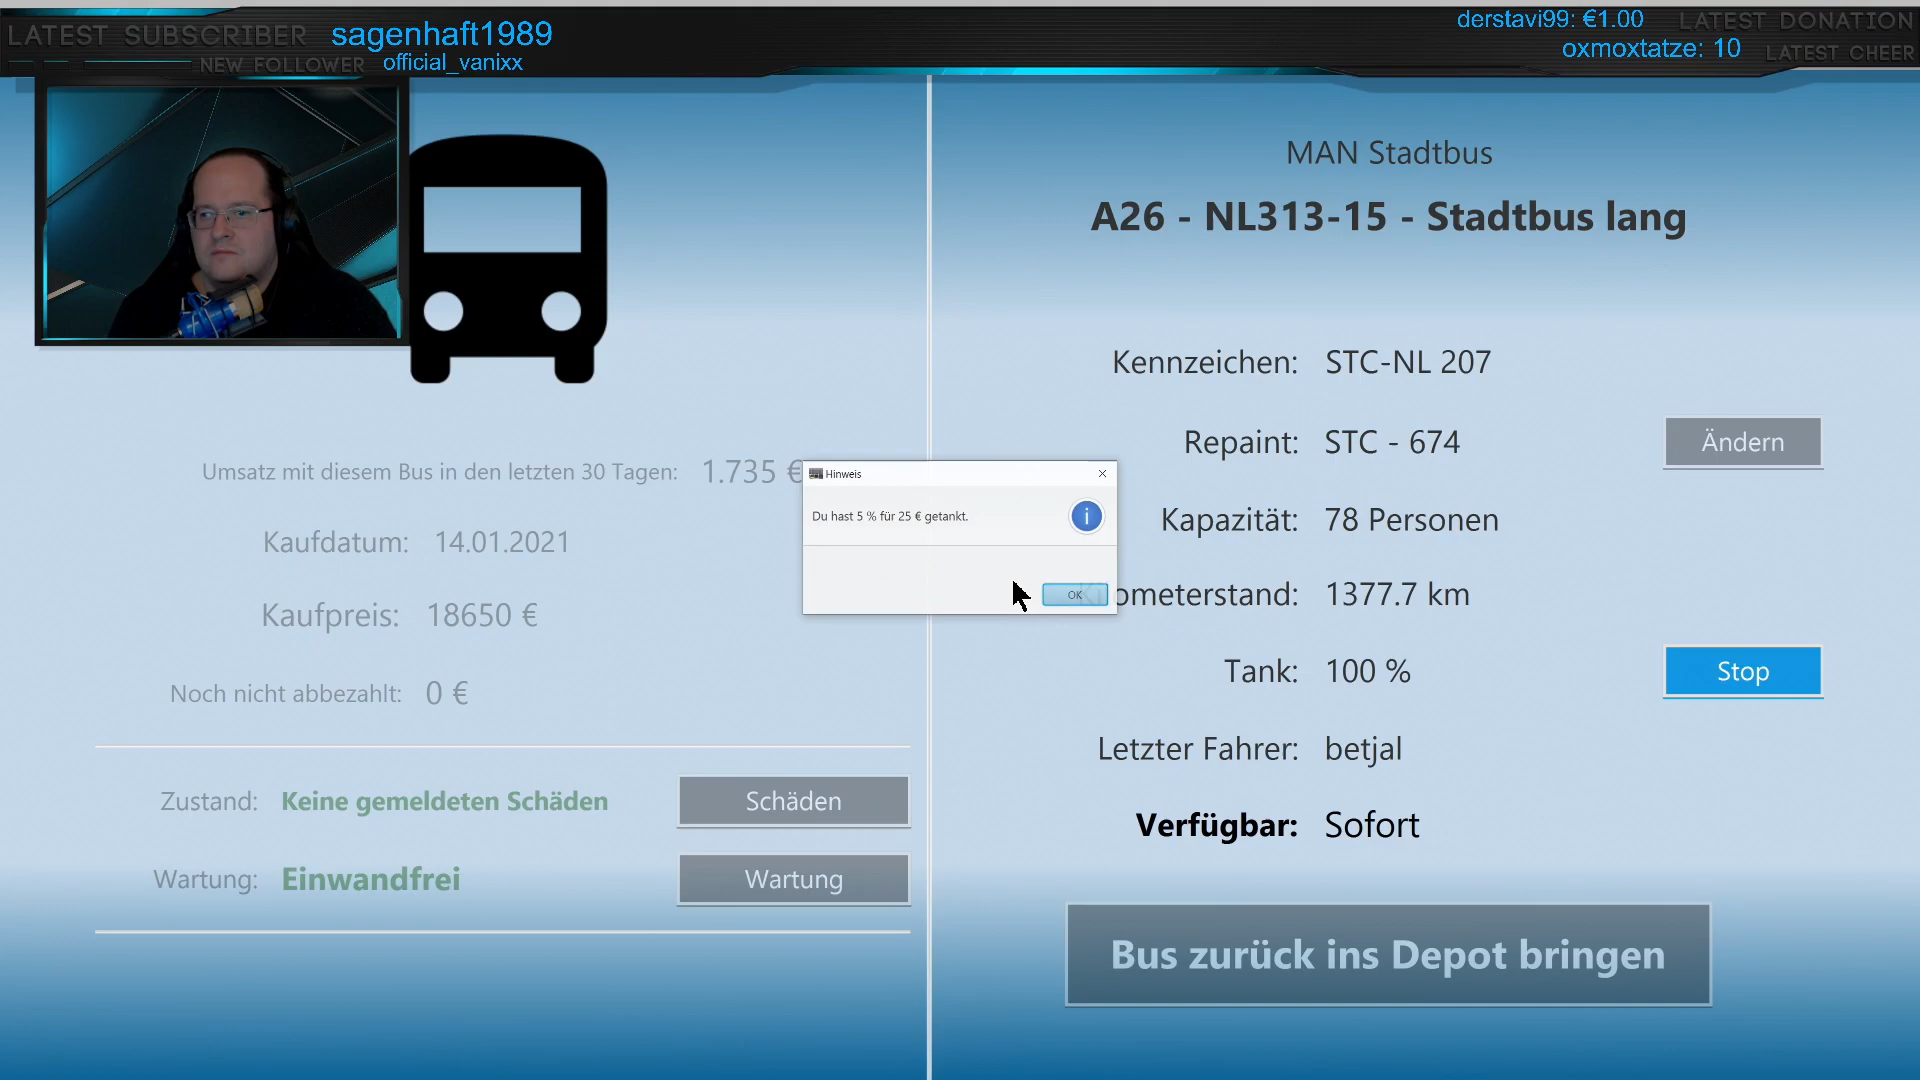 LATEST SUBSCRIBER sagenhaft1989
NEW FOLLOWER official_vanixx
derstavi99: €1.00 LATEST DONATION
oxmoxtatze: 10 LATEST CHEER
MAN Stadtbus
A26 - NL313-15 - Stadtbus lang
Kennzeichen: STC-NL 207
Repaint: STC - 674
Ändern
Kapazität: 78 Personen
ometerstand: 1377.7 km
Tank: 100 %
Stop
Letzter Fahrer: betjal
Verfügbar: Sofort
Bus zurück ins Depot bringen
Umsatz mit diesem Bus in den letzten 30 Tagen: 1.735 €
Kaufdatum: 14.01.2021
Kaufpreis: 18650 €
Noch nicht abbezahlt: 0 €
Zustand: Keine gemeldeten Schäden
Schäden
Wartung: Einwandfrei
Wartung
Hinweis
Du hast 5 % für 25 € getankt.
i
OK